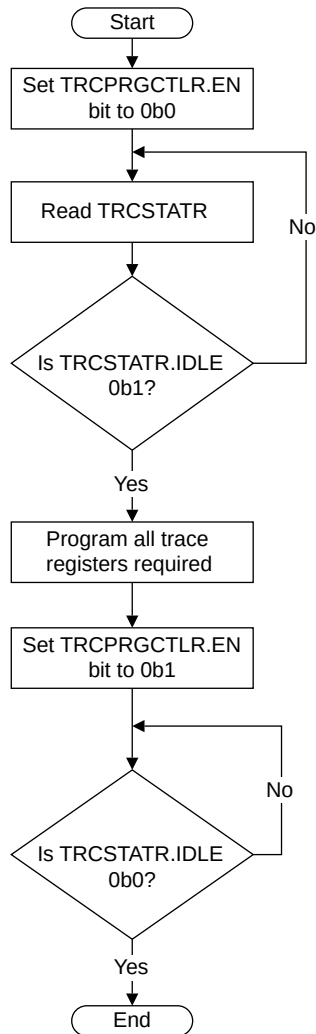 Start
Set TRCPRGCTLR.EN
bit to 0b0
Read TRCSTATR
No
Is TRCSTATR.IDLE
0b1?
Yes
Program all trace
registers required
Set TRCPRGCTLR.EN
bit to 0b1
No
Is TRCSTATR.IDLE
0b0?
Yes
End